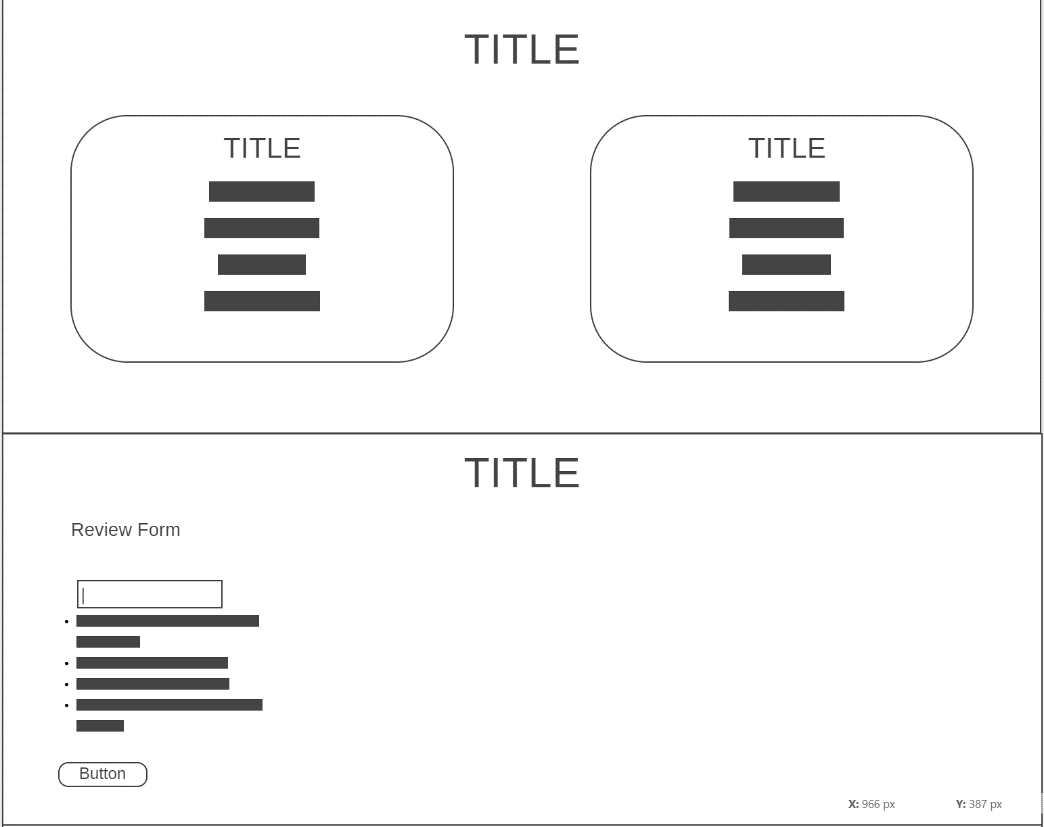 TITLE
TITLE
TITLE
TITLE
Review Form
Button
X: 966 px
Y: 387 px